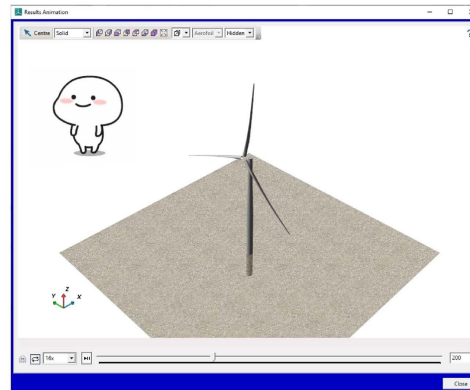 Results Animation
Centre Solid Aerofoil Hidden ?
Z
Y X
16x 200
Close